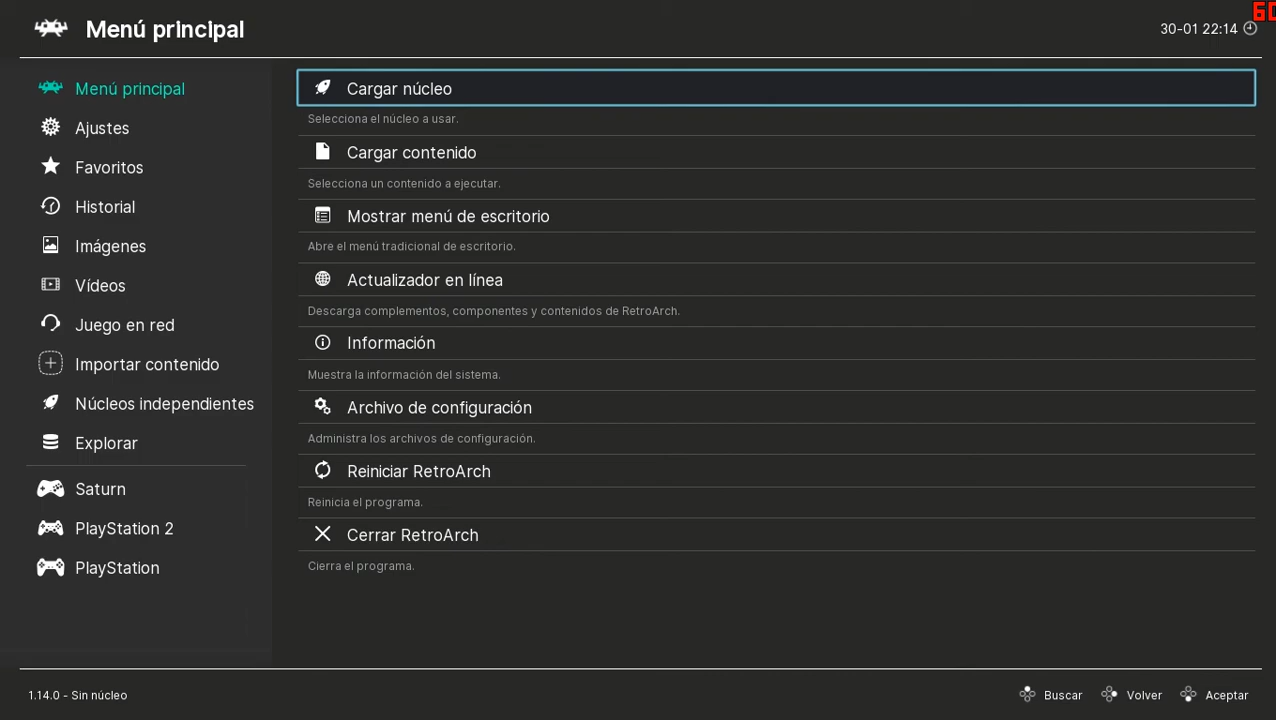 Menú principal
30-01 22:14
60
Menú principal
Ajustes
Favoritos
Historial
Imágenes
Vídeos
Juego en red
Importar contenido
Núcleos independientes
Explorar
Saturn
PlayStation 2
PlayStation
Cargar núcleo
Selecciona el núcleo a usar.
Cargar contenido
Selecciona un contenido a ejecutar.
Mostrar menú de escritorio
Abre el menú tradicional de escritorio.
Actualizador en línea
Descarga complementos, componentes y contenidos de RetroArch.
Información
Muestra la información del sistema.
Archivo de configuración
Administra los archivos de configuración.
Reiniciar RetroArch
Reinicia el programa.
Cerrar RetroArch
Cierra el programa.
1.14.0 - Sin núcleo
Buscar
Volver
Aceptar